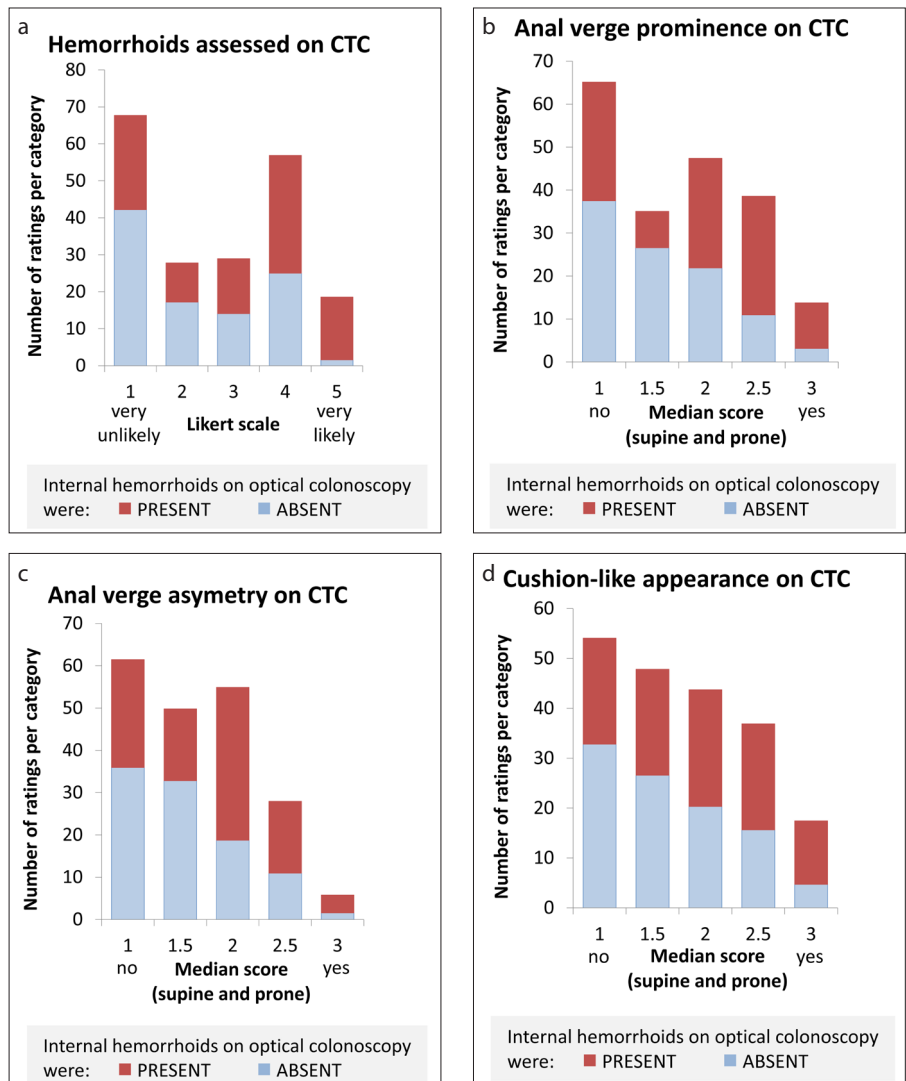 a
Hemorrhoids assessed on CTC
Number of ratings per category
80
70
60
50
40
30
20
10
0
1 2 3 4 5
very unlikely
very likely
Likert scale
Internal hemorrhoids on optical colonoscopy
were: PRESENT ABSENT
b
Anal verge prominence on CTC
Number of ratings per category
70
60
50
40
30
20
10
0
1 1.5 2 2.5 3
no yes
Median score
(supine and prone)
Internal hemorrhoids on optical colonoscopy
were: PRESENT ABSENT
c
Anal verge asymetry on CTC
Number of ratings per category
70
60
50
40
30
20
10
0
1 1.5 2 2.5 3
no Median score yes
(supine and prone)
Internal hemorrhoids on optical colonoscopy
were: PRESENT ABSENT
d
Cushion-like appearance on CTC
Number of ratings per category
60
50
40
30
20
10
0
1 1.5 2 2.5 3
no Median score yes
(supine and prone)
Internal hemorrhoids on optical colonoscopy
were: PRESENT ABSENT